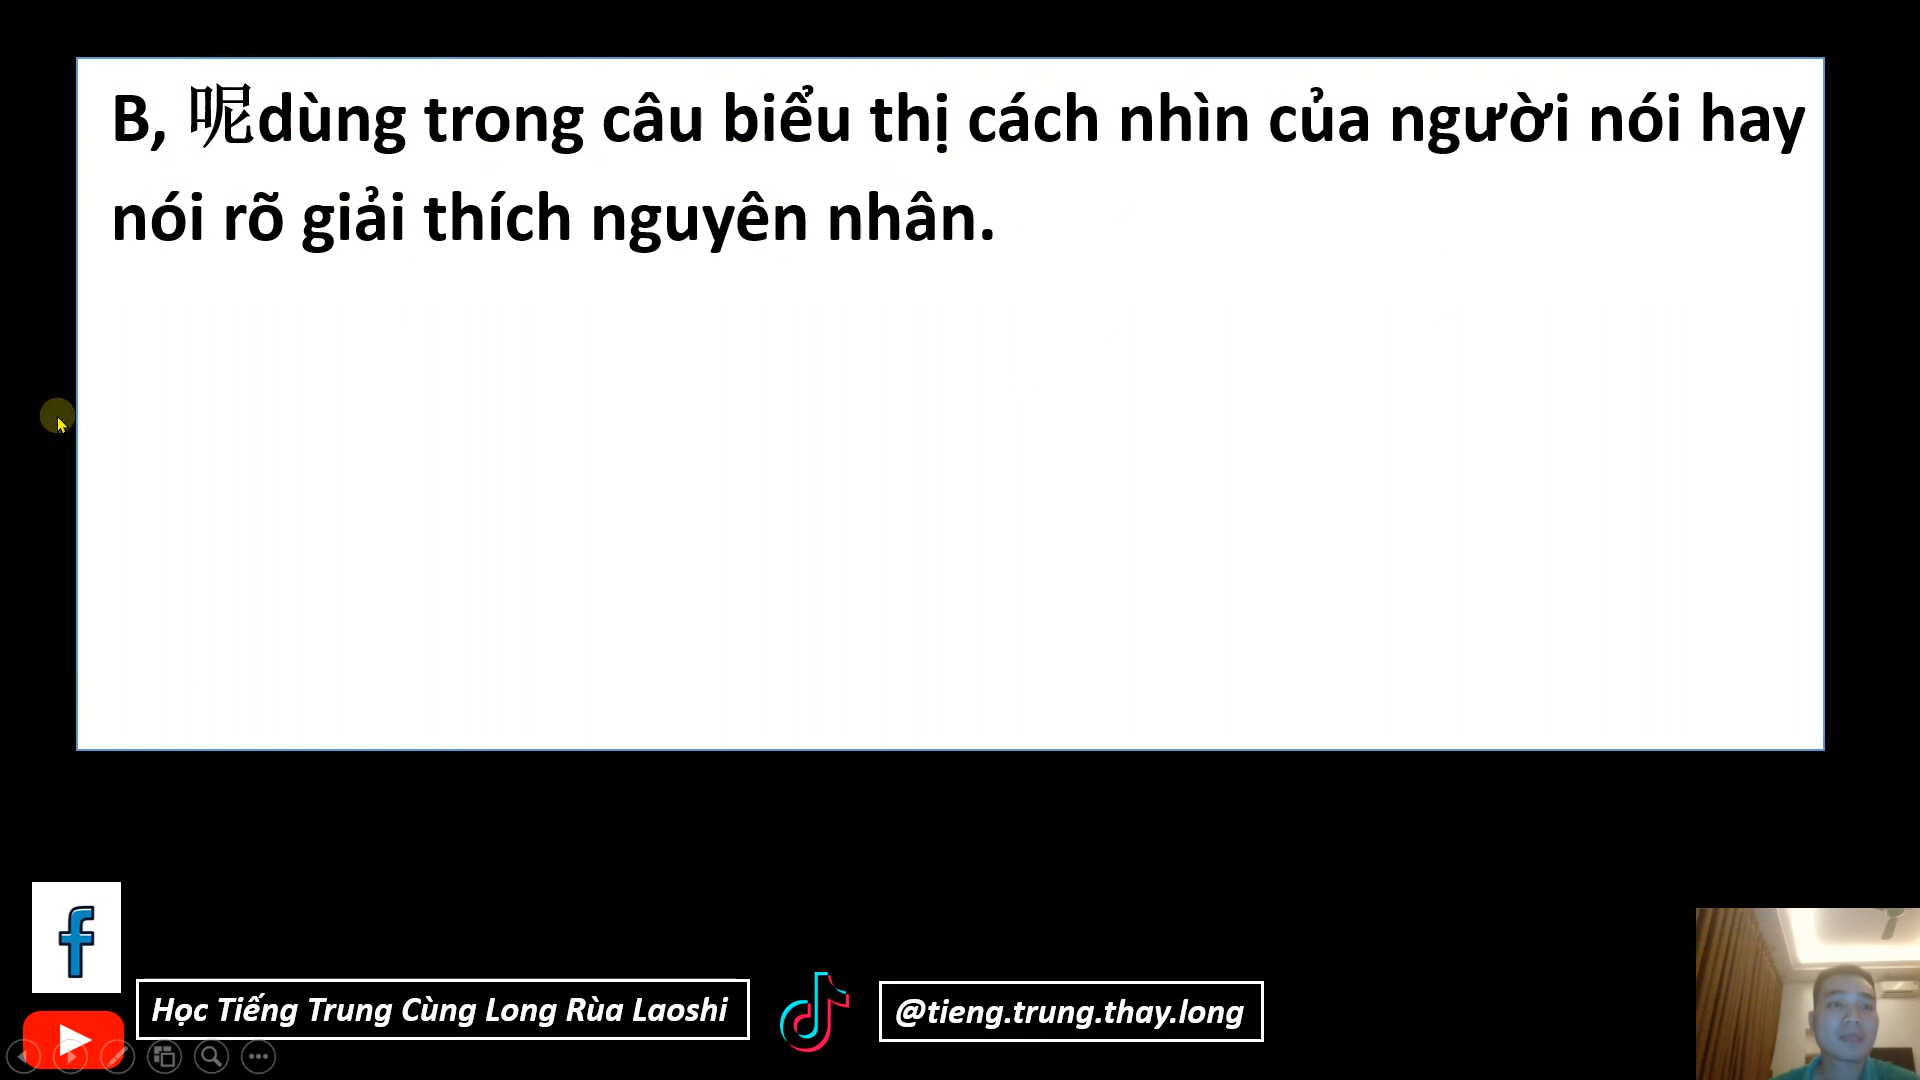 B, 呢dùng trong câu biểu thị cách nhìn của người nói hay
nói rõ giải thích nguyên nhân.
Học Tiếng Trung Cùng Long Rùa Laoshi
@tieng.trung.thay.long